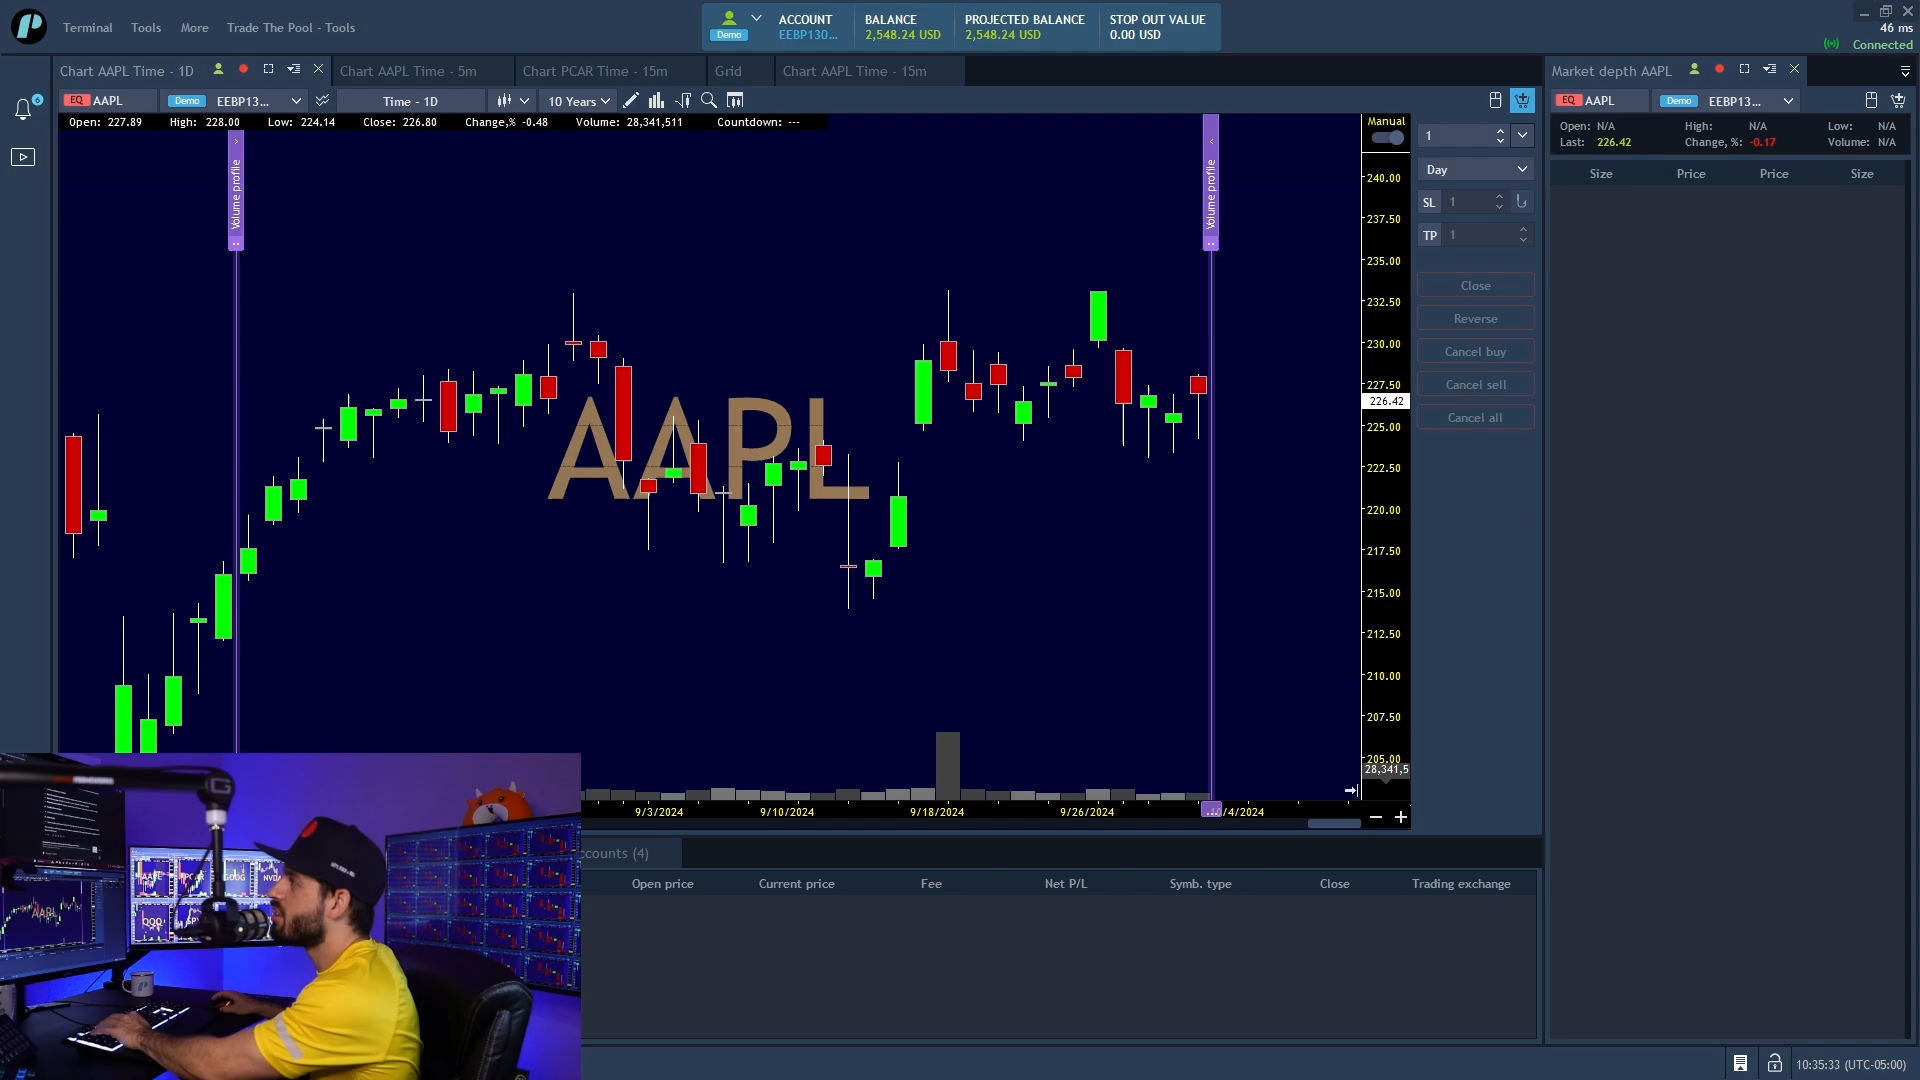 Terminal
Tools
More
Trade The Pool - Tools
Demo
ACCOUNT
EEBP130...
BALANCE
2,548.24 USD
PROJECTED BALANCE
2,548.24 USD
STOP OUT VALUE
0.00 USD
46 ms
Connected
6
Chart AAPL Time - 1D
Chart AAPL Time - 5m
Chart PCAR Time - 15m
Grid
Chart AAPL Time - 15m
Market depth AAPL
EQ AAPL
Demo EEBP13...
Time - 1D
10 Years
EQ AAPL
Demo EEBP13...
Open: 227.89 High: 228.00 Low: 224.14 Close: 226.80 Change,% -0.48 Volume: 28,341,511 Countdown: ---
Manual
Open: N/A High: N/A Low: N/A
Last: 226.42 Change, %: -0.17 Volume: N/A
Size Price Price Size
Volume profile
Volume profile
AAPL
240.00
237.50
235.00
232.50
230.00
227.50
226.42
225.00
222.50
220.00
217.50
215.00
212.50
210.00
207.50
205.00
28,341,5
1
Day
SL 1
TP 1
Close
Reverse
Cancel buy
Cancel sell
Cancel all
9/3/2024
9/10/2024
9/18/2024
9/26/2024
/4/2024
ccounts (4)
Open price
Current price
Fee
Net P/L
Symb. type
Close
Trading exchange
AAPL
PCAR
GOOG
NVD
QQQ
AAPL
10:35:33 (UTC-05:00)